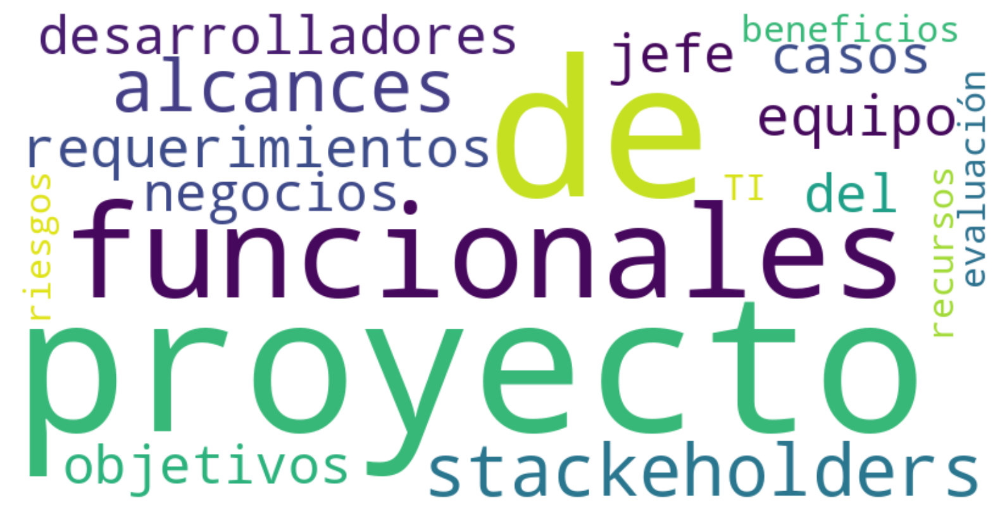 desarrolladores
beneficios
jefe
casos
alcances
de
equipo
evaluación
requerimientos
negocios
TI
del
riesgos
recursos
funcionales
proyecto
objetivos
stackeholders